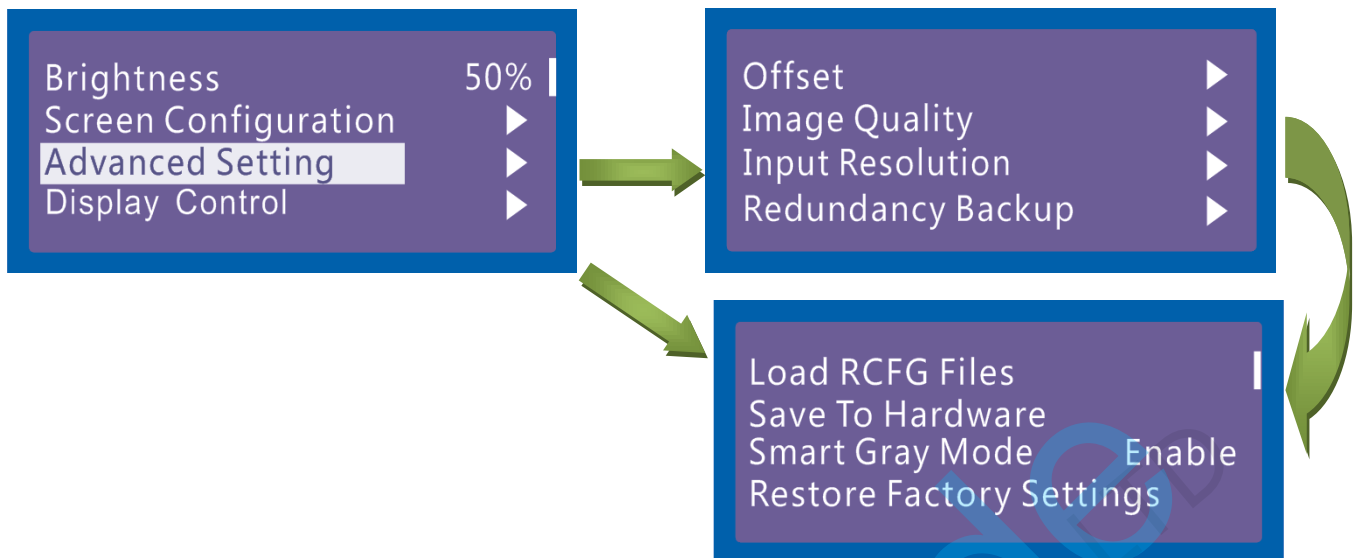 Brightness 50%
Screen Configuration
Advanced Setting
Display Control
Offset
Image Quality
Input Resolution
Redundancy Backup
Load RCFG Files
Save To Hardware
Smart Gray Mode Enable
Restore Factory Settings